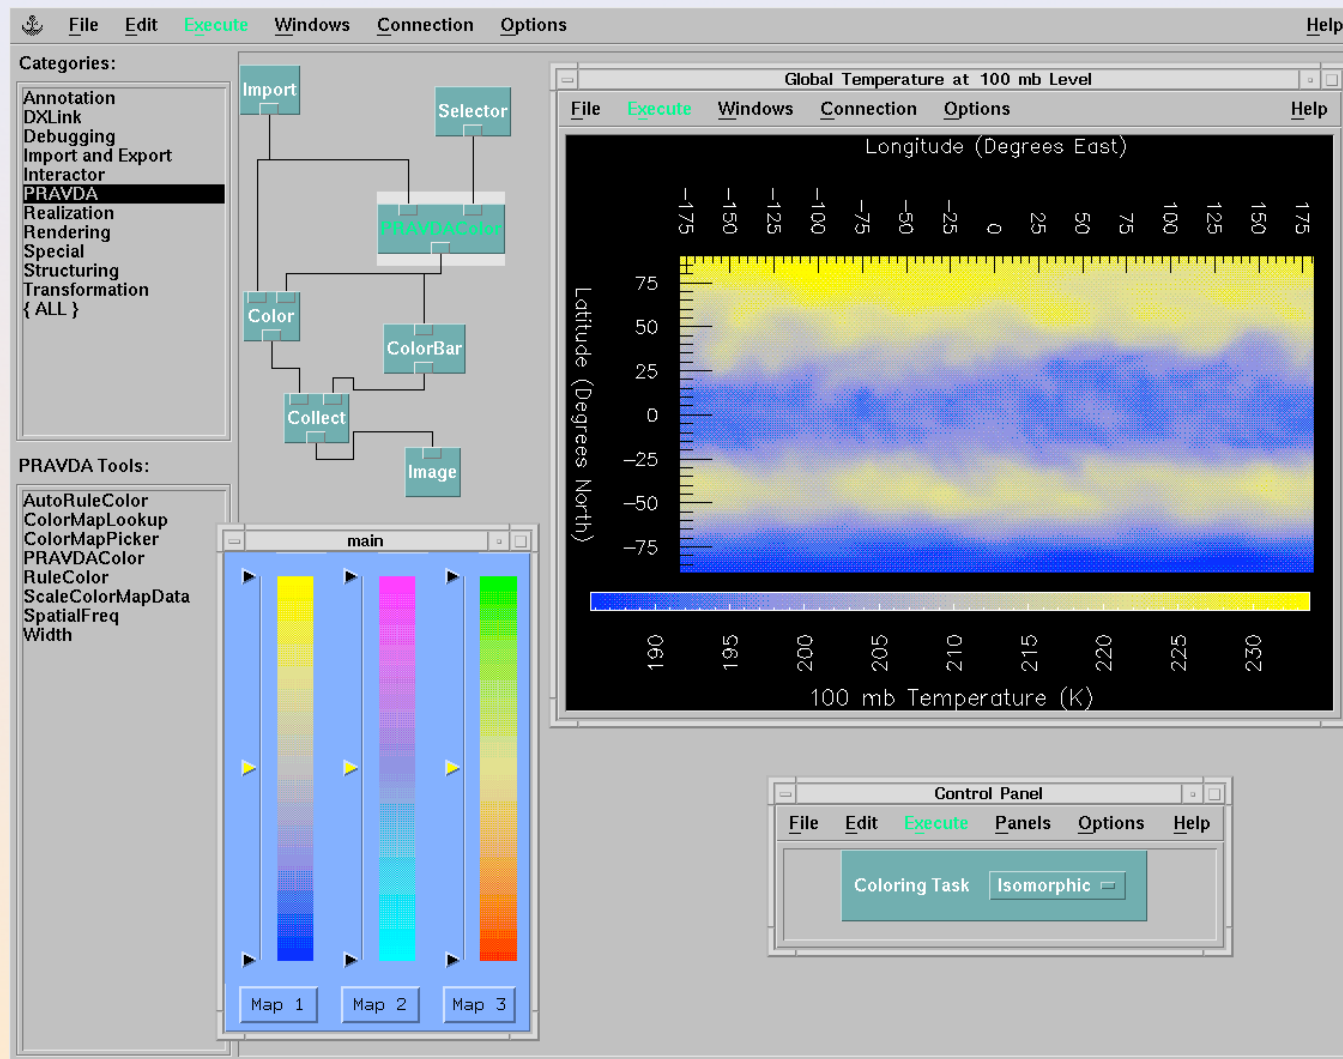 File Edit Execute Windows Connection Options Help
Categories:
Annotation
DXLink
Debugging
Import and Export
Interactor
PRAVDA
Realization
Rendering
Special
Structuring
Transformation
{ ALL }
PRAVDA Tools:
AutoRuleColor
ColorMapLookup
ColorMapPicker
PRAVDAColor
RuleColor
ScaleColorMapData
SpatialFreq
Width
Import
Selector
PRAVDAColor
Color
ColorBar
Collect
Image
main
Map 1 Map 2 Map 3
Global Temperature at 100 mb Level
File Execute Windows Connection Options Help
Longitude (Degrees East)
-175 -150 -125 -100 -75 -50 -25 0 25 50 75 100 125 150 175
Latitude (Degrees North)
75
50
25
0
-25
-50
-75
190 195 200 205 210 215 220 225 230
100 mb Temperature (K)
Control Panel
File Edit Execute Panels Options Help
Coloring Task Isomorphic